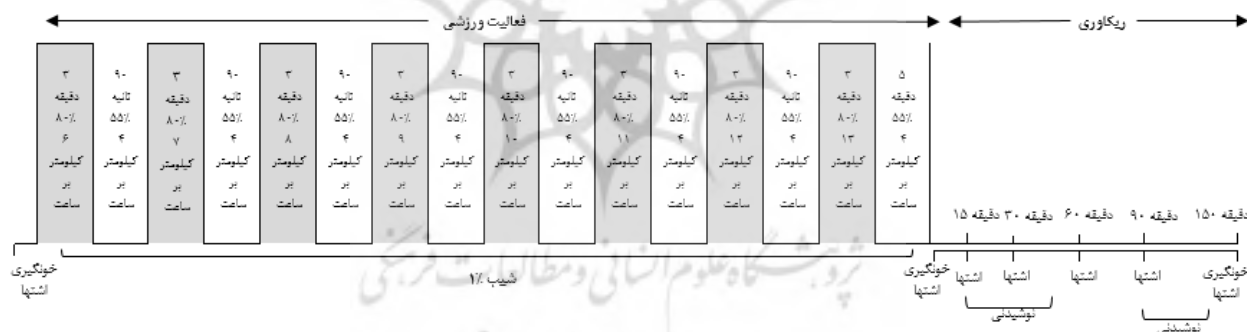 فعالیت ورزشی
ریکاوری
۳
دقیقه
۸۰٪
۶
کیلومتر
بر
ساعت
۹۰
ثانیه
۵۵٪
۴
کیلومتر
بر
ساعت
۳
دقیقه
۸۰٪
۷
کیلومتر
بر
ساعت
۹۰
ثانیه
۵۵٪
۴
کیلومتر
بر
ساعت
۳
دقیقه
۸۰٪
۸
کیلومتر
بر
ساعت
۹۰
ثانیه
۵۵٪
۴
کیلومتر
بر
ساعت
۳
دقیقه
۸۰٪
۹
کیلومتر
بر
ساعت
۹۰
ثانیه
۵۵٪
۴
کیلومتر
بر
ساعت
۳
دقیقه
۸۰٪
۱۰
کیلومتر
بر
ساعت
۹۰
ثانیه
۵۵٪
۴
کیلومتر
بر
ساعت
۳
دقیقه
۸۰٪
۱۱
کیلومتر
بر
ساعت
۹۰
ثانیه
۵۵٪
۴
کیلومتر
بر
ساعت
۳
دقیقه
۸۰٪
۱۲
کیلومتر
بر
ساعت
۹۰
ثانیه
۵۵٪
۴
کیلومتر
بر
ساعت
۳
دقیقه
۸۰٪
۱۳
کیلومتر
بر
ساعت
۵
دقیقه
۵۵٪
۴
کیلومتر
بر
ساعت
۱۵ دقیقه
۳۰ دقیقه
۶۰ دقیقه
۹۰ دقیقه
۱۵۰ دقیقه
خونگیری
اشتها
شیب ۱٪
خونگیری
اشتها
اشتها
اشتها
اشتها
اشتها
خونگیری
اشتها
نوشیدنی
نوشیدنی
پژوهشگاه علوم انسانی و مطالعات فرهنگی